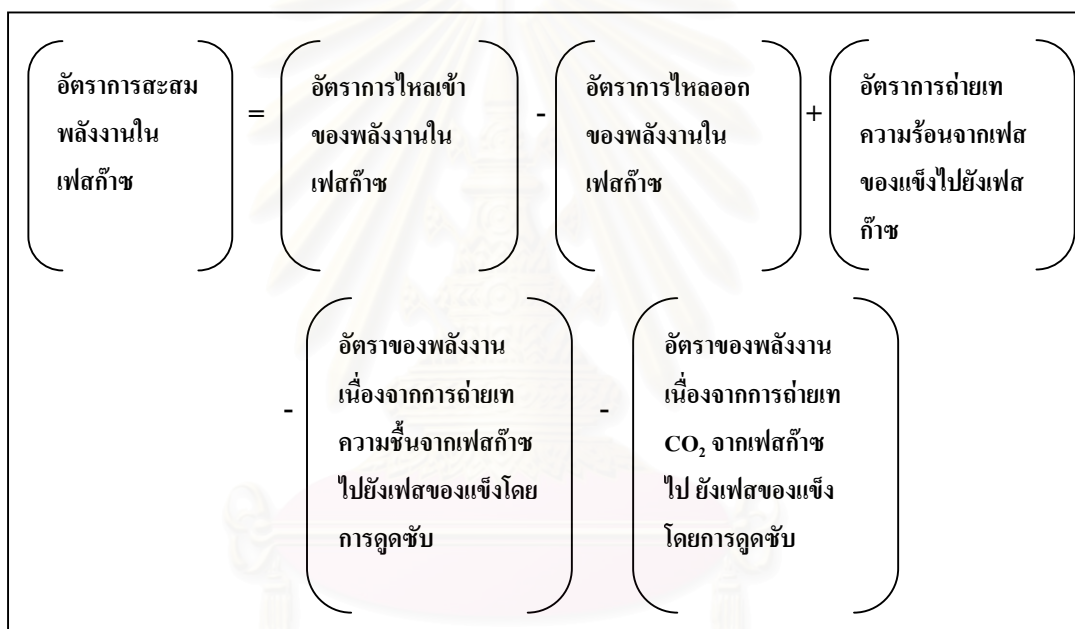 อัตราการสะสม
พลังงานใน
เฟสก๊าซ
=
อัตราการไหลเข้า
ของพลังงานใน
เฟสก๊าซ
-
อัตราการไหลออก
ของพลังงานใน
เฟสก๊าซ
+
อัตราการถ่ายเท
ความร้อนจากเฟส
ของแข็งไปยังเฟส
ก๊าซ
-
อัตราของพลังงาน
เนื่องจากการถ่ายเท
ความชื้นจากเฟสก๊าซ
ไปยังเฟสของแข็งโดย
การดูดซับ
-
อัตราของพลังงาน
เนื่องจากการถ่ายเท
CO₂ จากเฟสก๊าซ
ไป ยังเฟสของแข็ง
โดยการดูดซับ